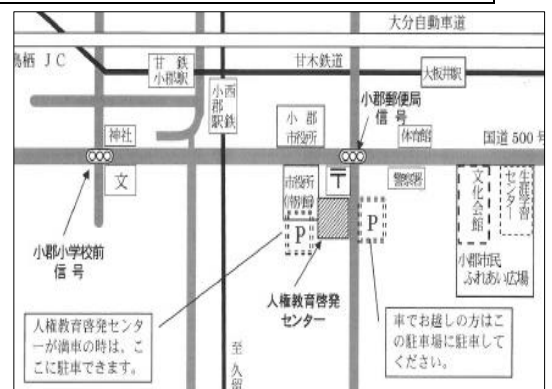 大分自動車道
鳥栖 JC
甘 鉄
小郡駅
甘木鉄道
大板井駅
西鉄
小郡駅
小 郡
市役所
小郡郵便局
信 号
体育館
国道 500 号
神社
文
市役所
(南別館)
〒
警察署
文化会館
生涯学習
センター
P
P
小郡小学校前
信 号
人権教育啓発
センター
小郡市民
ふれあい広場
人権教育啓発センタ
ーが満車の時は、こ
こに駐車できます。
車でお越しの方はこ
の駐車場に駐車して
ください。
至 久留